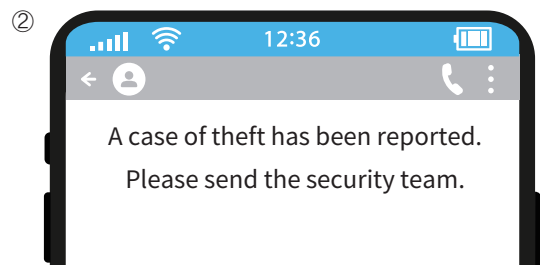 ②
12:36
A case of theft has been reported.
Please send the security team.